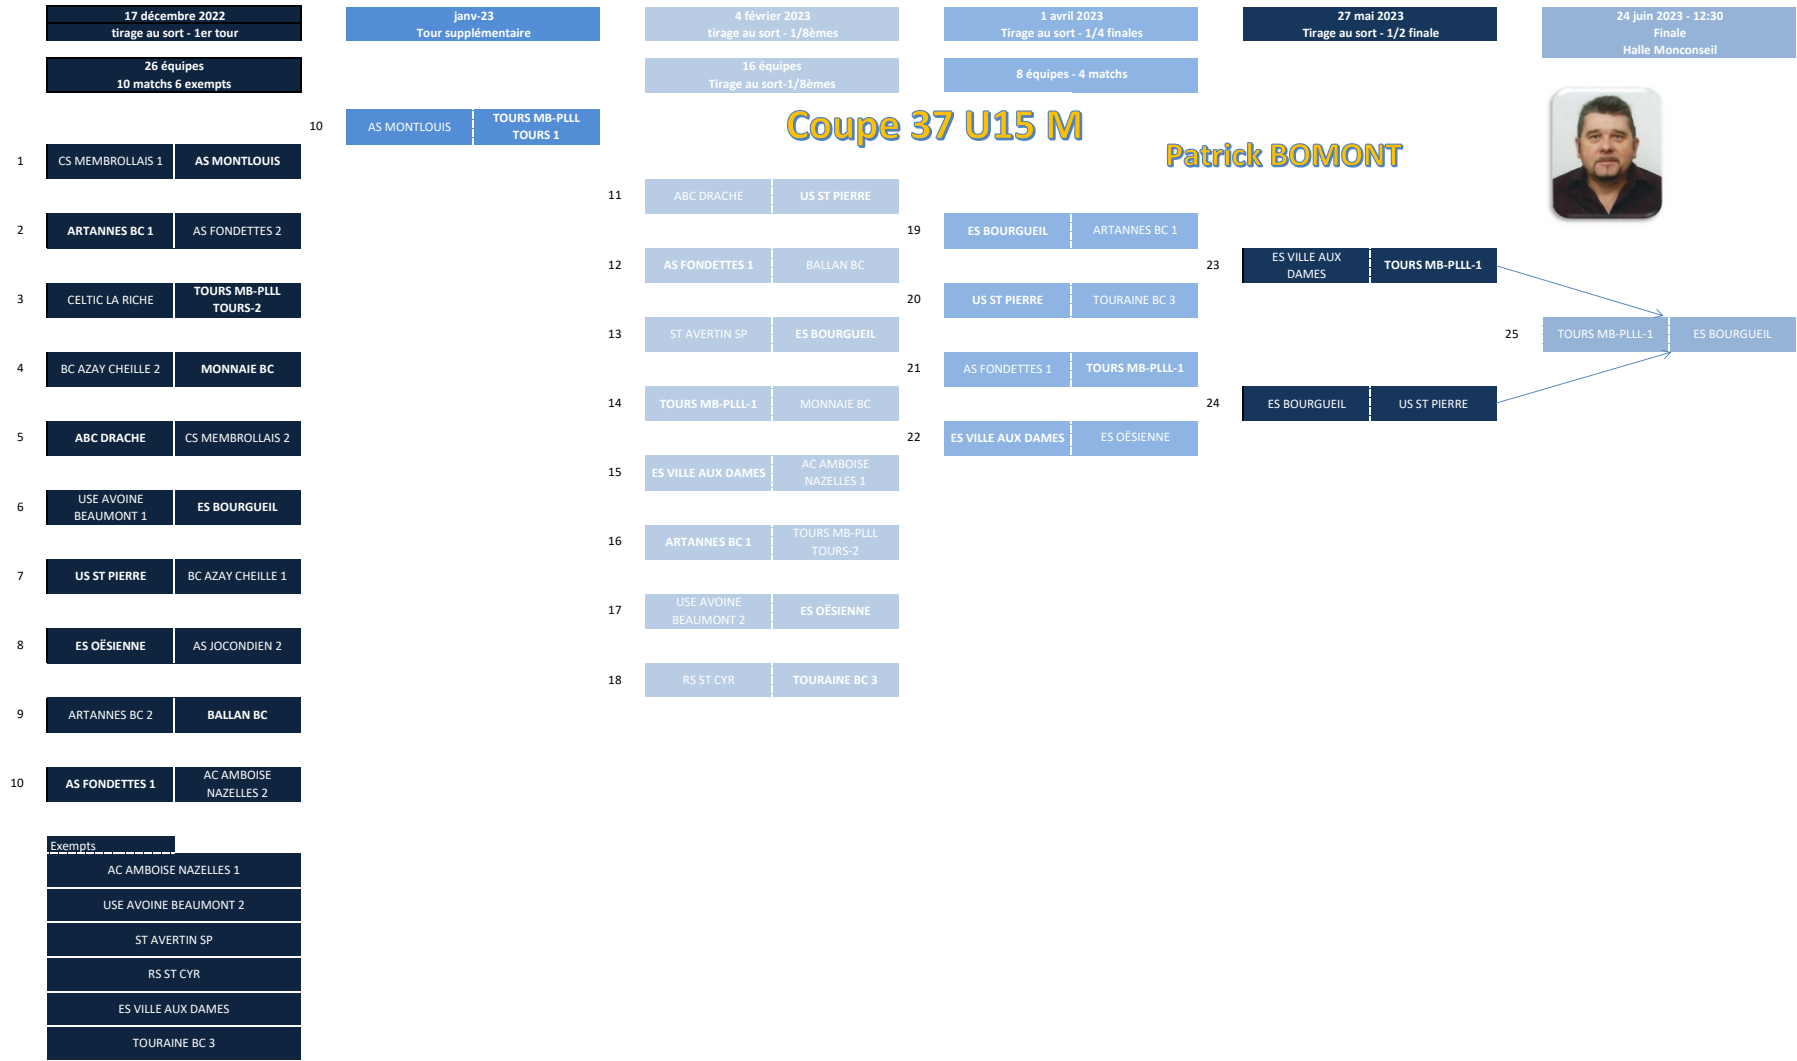 17 décembre 2022
tirage au sort - 1er tour
26 équipes
10 matchs 6 exempts
1
CS MEMBROLLAIS 1
AS MONTLOUIS
2
ARTANNES BC 1
AS FONDETTES 2
3
CELTIC LA RICHE
TOURS MB-PLLL
TOURS-2
4
BC AZAY CHEILLE 2
MONNAIE BC
5
ABC DRACHE
CS MEMBROLLAIS 2
6
USE AVOINE
BEAUMONT 1
ES BOURGUEIL
7
US ST PIERRE
BC AZAY CHEILLE 1
8
ES OËSIENNE
AS JOCONDIEN 2
9
ARTANNES BC 2
BALLAN BC
10
AS FONDETTES 1
AC AMBOISE
NAZELLES 2
Exempts
AC AMBOISE NAZELLES 1
USE AVOINE BEAUMONT 2
ST AVERTIN SP
RS ST CYR
ES VILLE AUX DAMES
TOURAINE BC 3
janv-23
Tour supplémentaire
10
AS MONTLOUIS
TOURS MB-PLLL
TOURS 1
4 février 2023
tirage au sort - 1/8èmes
16 équipes
Tirage au sort-1/8èmes
Coupe 37 U15 M
Patrick BOMONT
11
ABC DRACHE
US ST PIERRE
12
AS FONDETTES 1
BALLAN BC
13
ST AVERTIN SP
ES BOURGUEIL
14
TOURS MB-PLLL-1
MONNAIE BC
15
ES VILLE AUX DAMES
AC AMBOISE
NAZELLES 1
16
ARTANNES BC 1
TOURS MB-PLLL
TOURS-2
17
USE AVOINE
BEAUMONT 2
ES OËSIENNE
18
RS ST CYR
TOURAINE BC 3
1 avril 2023
Tirage au sort - 1/4 finales
8 équipes - 4 matchs
19
ES BOURGUEIL
ARTANNES BC 1
20
US ST PIERRE
TOURAINE BC 3
21
AS FONDETTES 1
TOURS MB-PLLL-1
22
ES VILLE AUX DAMES
ES OËSIENNE
27 mai 2023
Tirage au sort - 1/2 finale
23
ES VILLE AUX
DAMES
TOURS MB-PLLL-1
24
ES BOURGUEIL
US ST PIERRE
24 juin 2023 - 12:30
Finale
Halle Monconseil
25
TOURS MB-PLLL-1
ES BOURGUEIL